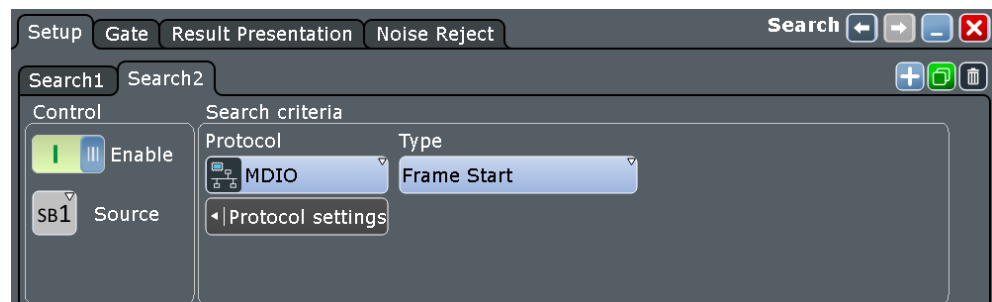 Setup Gate Result Presentation Noise Reject Search
Search1 Search2
Control Search criteria
Protocol Type
Enable
MDIO Frame Start
SB1 Source Protocol settings